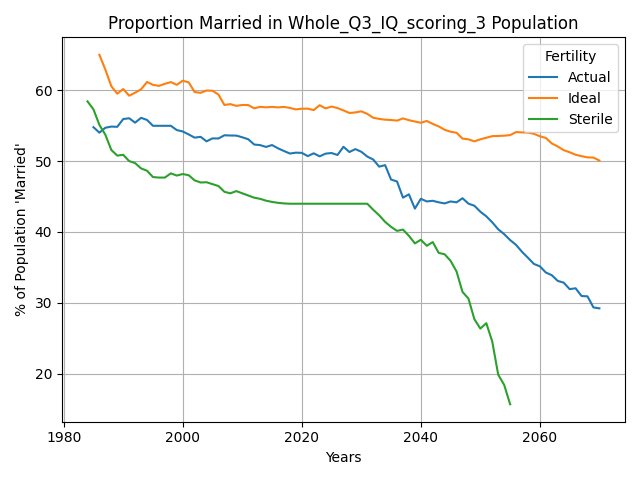 Proportion Married in Whole_Q3_IQ_scoring_3 Population
Fertility
Actual
Ideal
Sterile
% of Population 'Married'
60
50
40
30
20
1980
2000
2020
2040
2060
Years